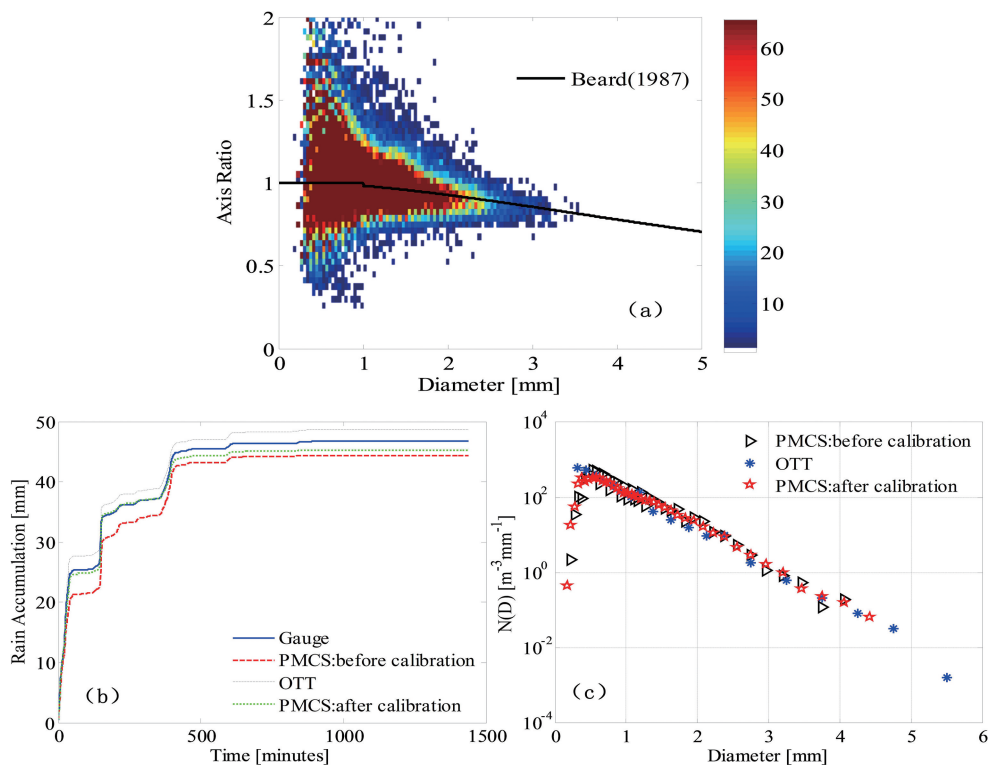 2
1.5
1
0.5
0
0
1
2
3
4
5
Axis Ratio
Diameter [mm]
Beard(1987)
(a)
60
50
40
30
20
10
50
40
30
20
10
0
0
500
1000
1500
Rain Accumulation [mm]
Time [minutes]
Gauge
PMCS:before calibration
OTT
PMCS:after calibration
(b)
10^4
10^2
10^0
10^-2
10^-4
0
1
2
3
4
5
6
N(D) [m^-3mm^-1]
Diameter [mm]
PMCS:before calibration
OTT
PMCS:after calibration
(c)